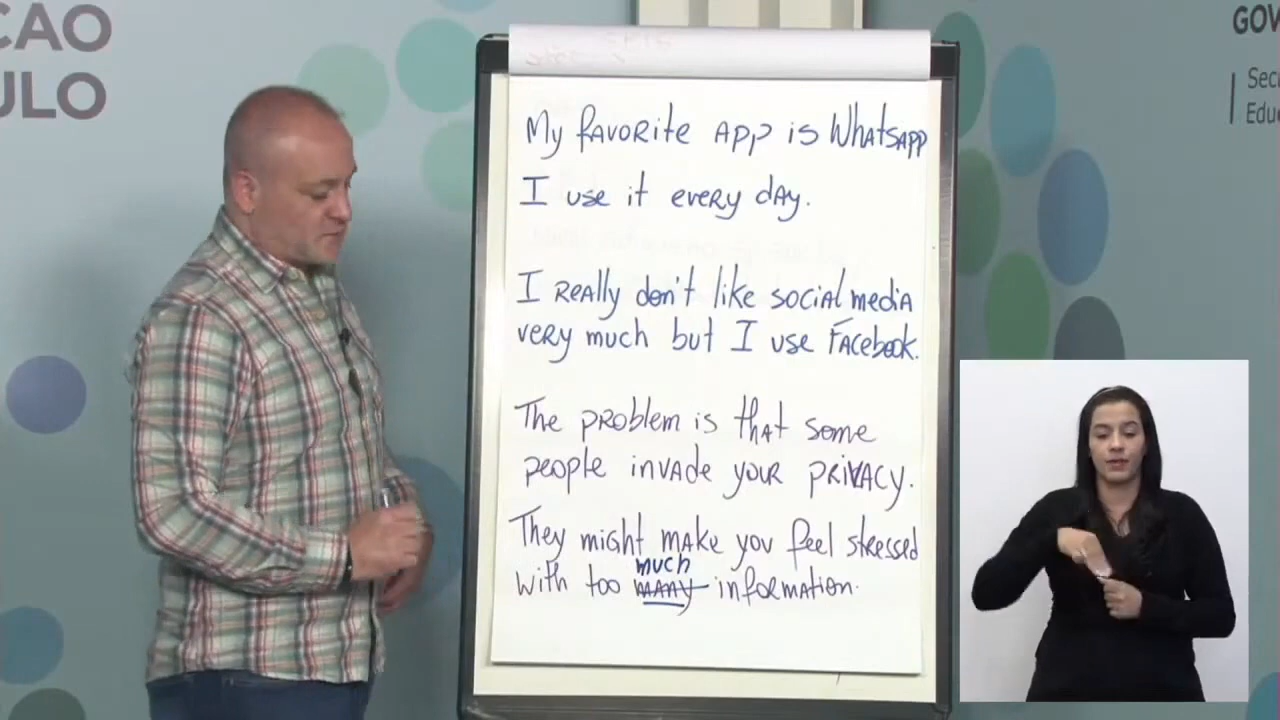 CAO
ULO
GOV
Sec
Edu
My favorite app is Whatsapp
I use it every day.
I really don't like social media
very much but I use Facebook.
The problem is that some
people invade your privacy.
They might make you feel stressed
much
with too many information.